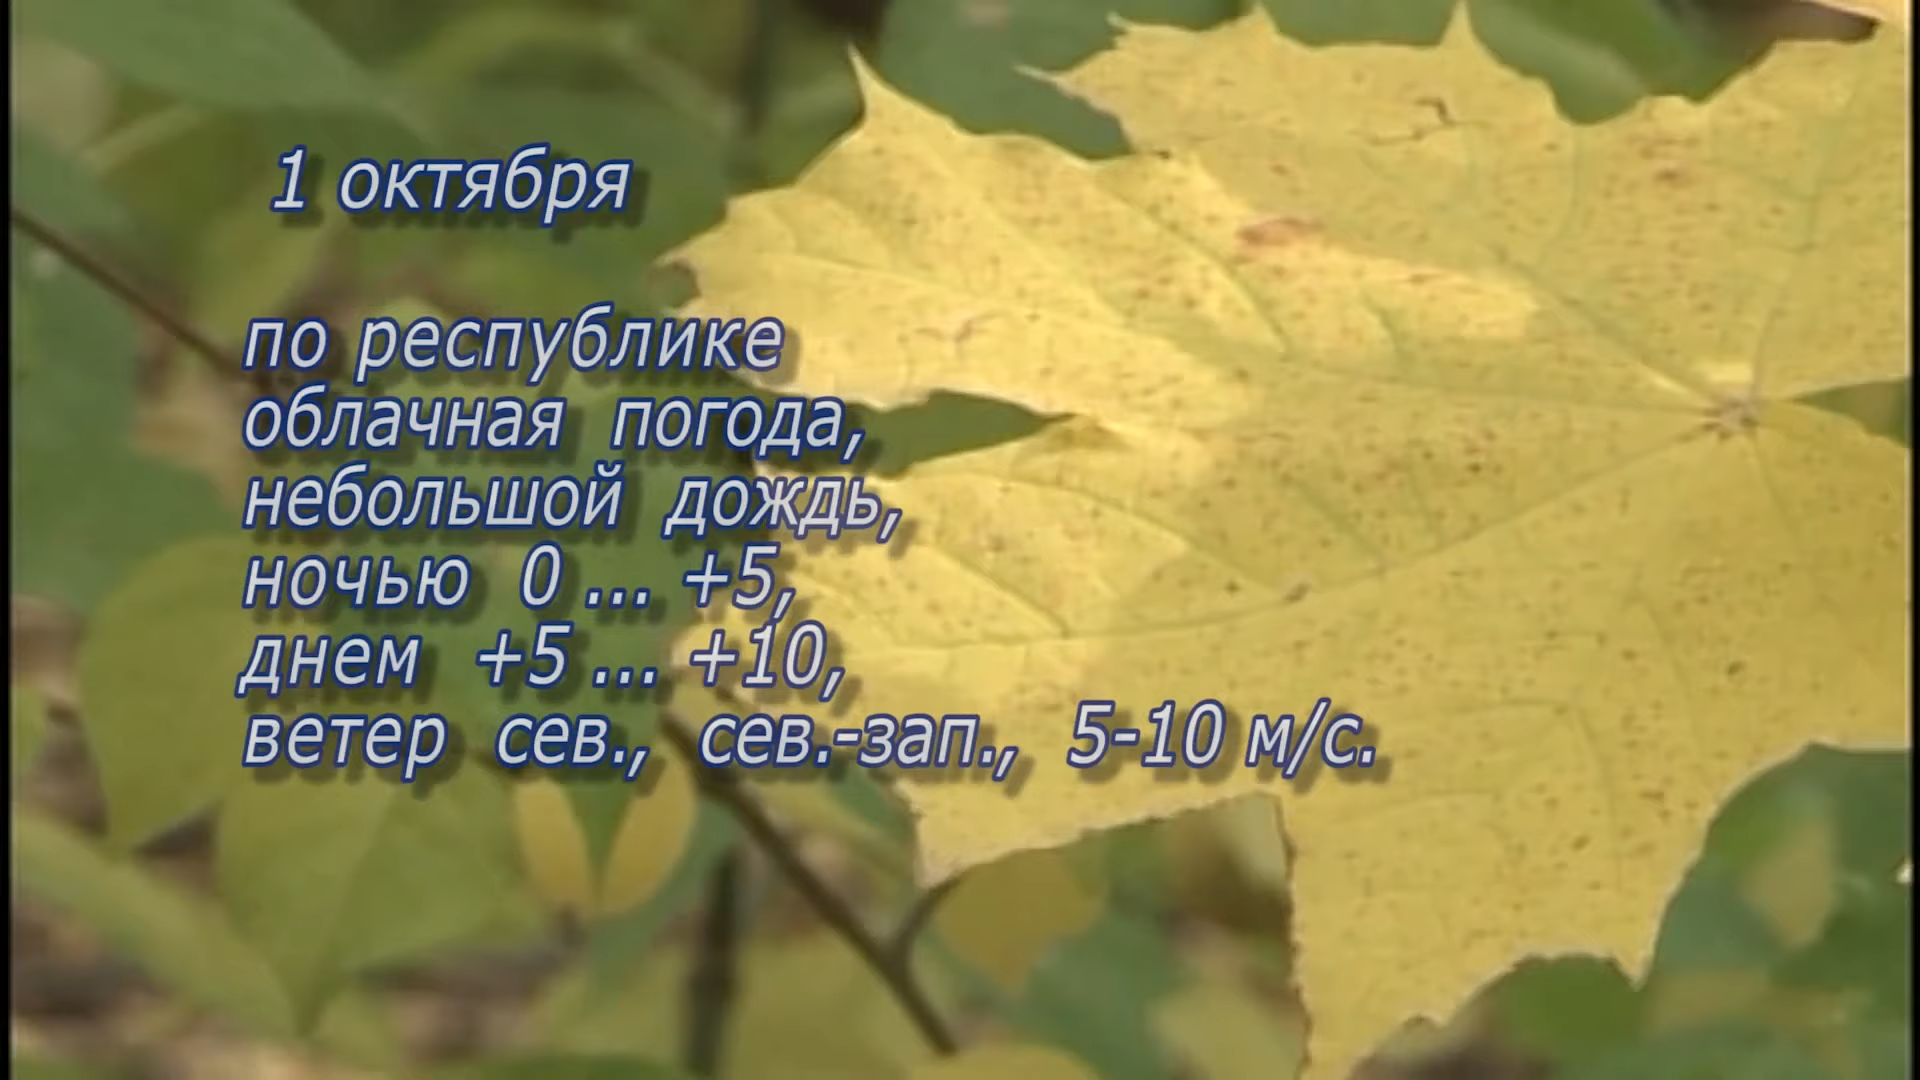 1 октября
по республике
облачная погода,
небольшой дождь,
ночью 0 ... +5,
днем +5 ... +10,
ветер сев., сев.-зап., 5-10 м/с.